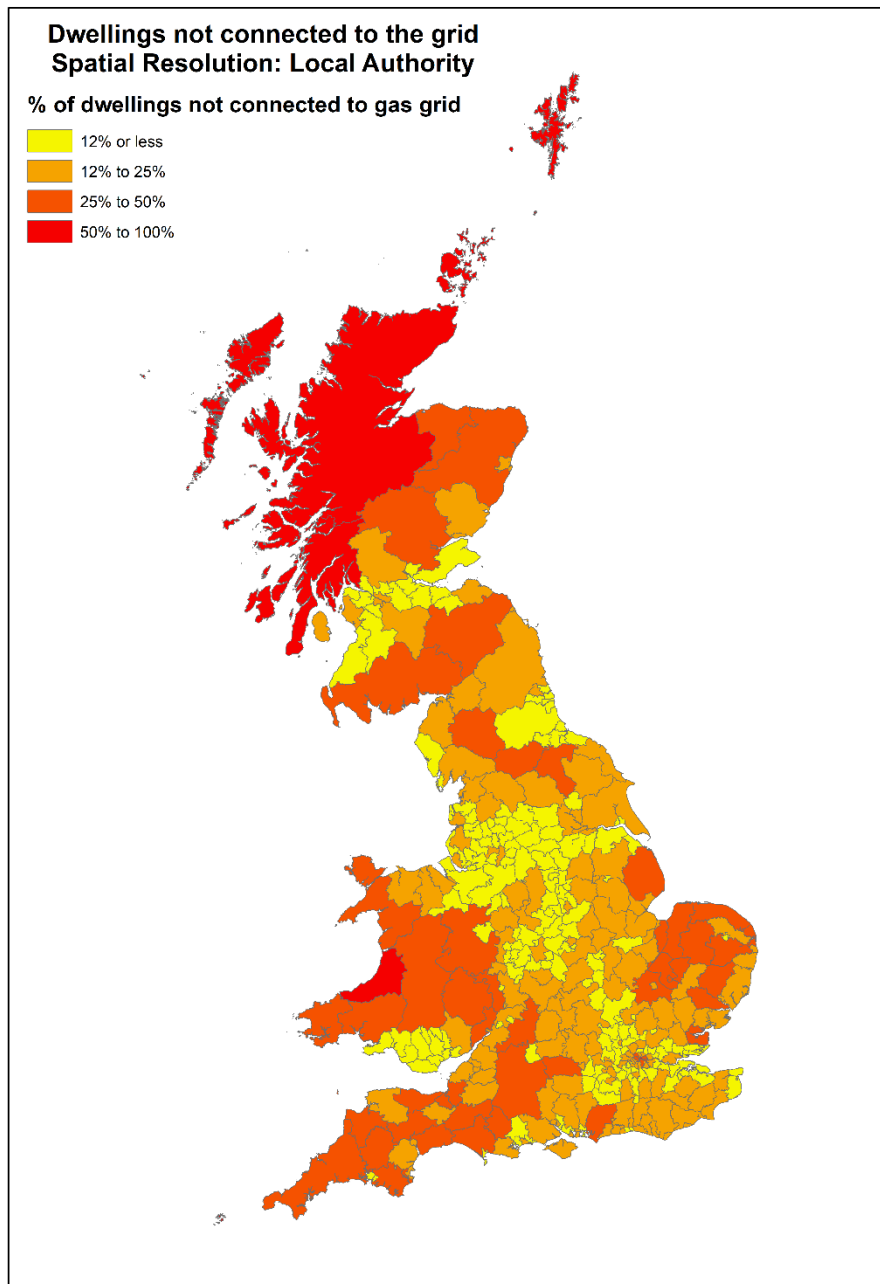 Dwellings not connected to the grid
Spatial Resolution: Local Authority
% of dwellings not connected to gas grid
12% or less
12% to 25%
25% to 50%
50% to 100%